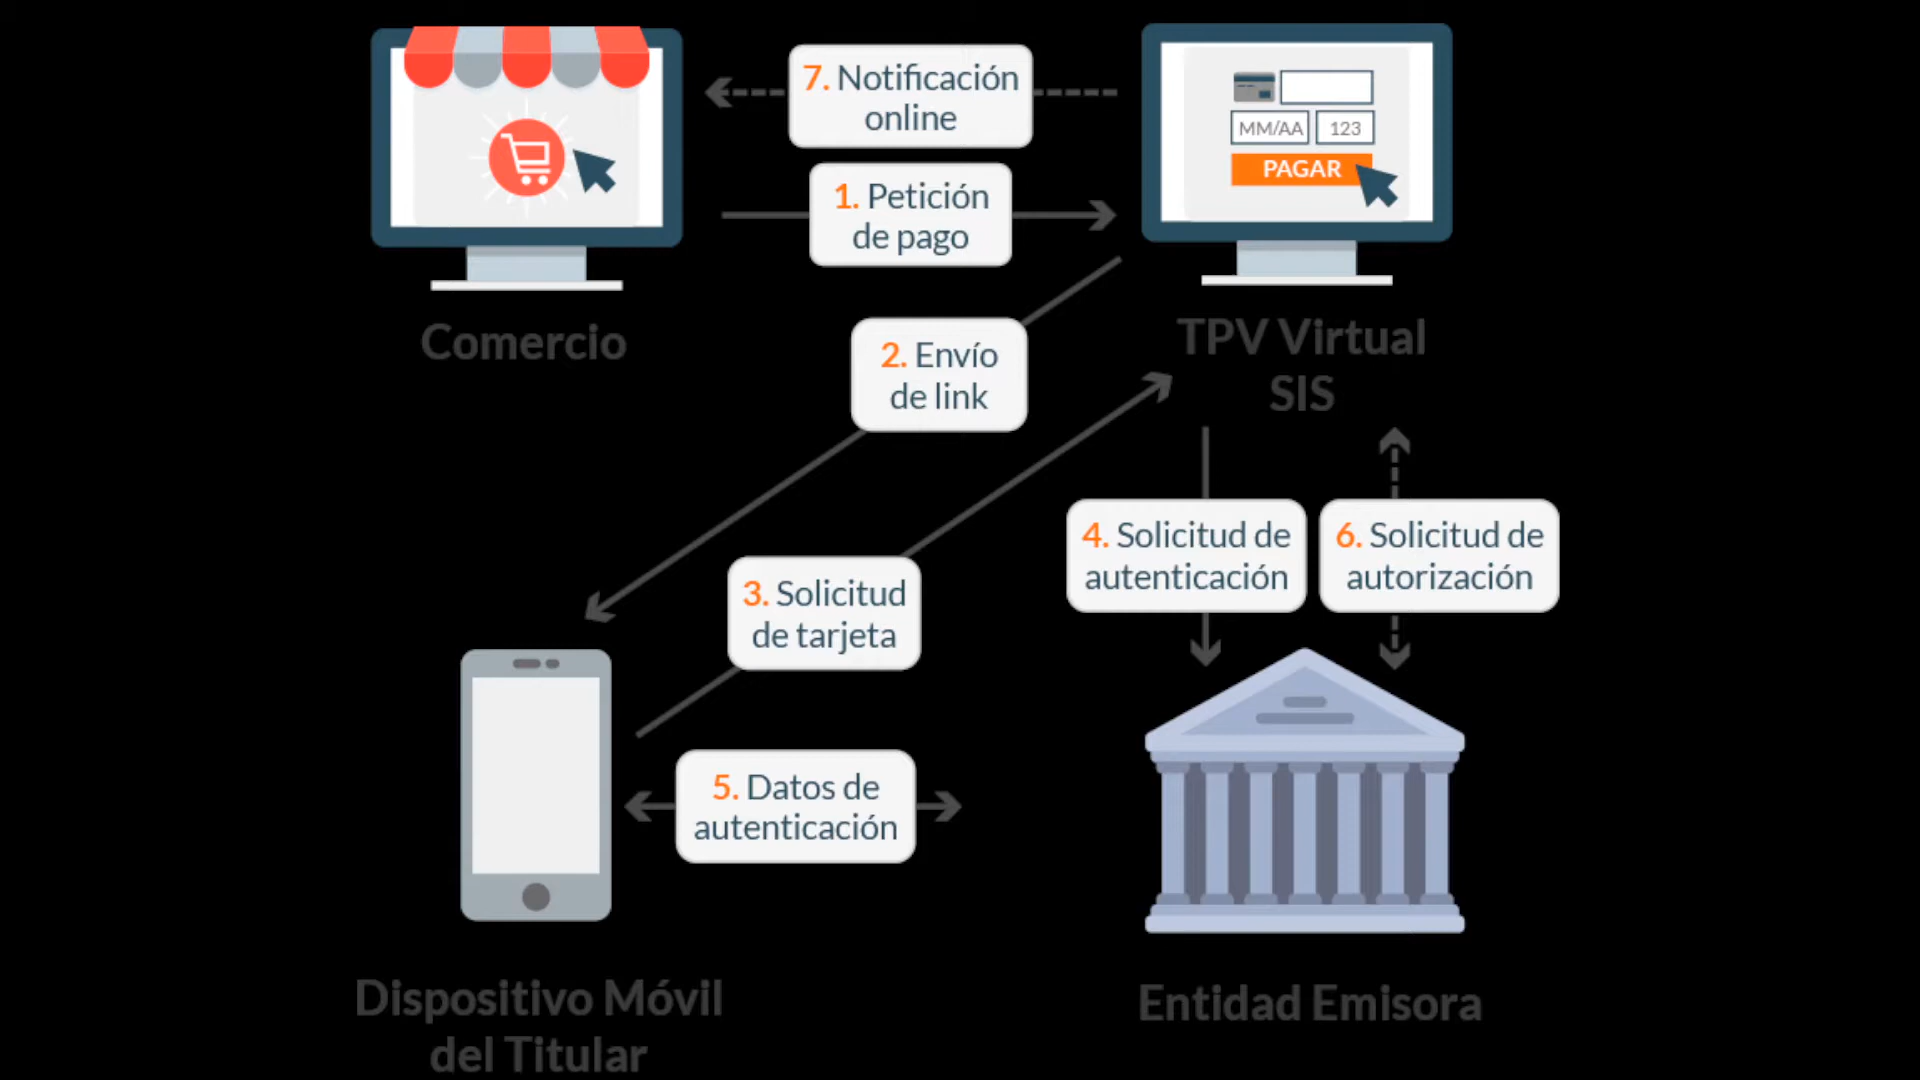 7. Notificación
online
MM/AA
123
PAGAR
1. Petición
de pago
Comercio
TPV Virtual
SIS
2. Envío
de link
4. Solicitud de
autenticación
6. Solicitud de
autorización
3. Solicitud
de tarjeta
5. Datos de
autenticación
Dispositivo Móvil
del Titular
Entidad Emisora